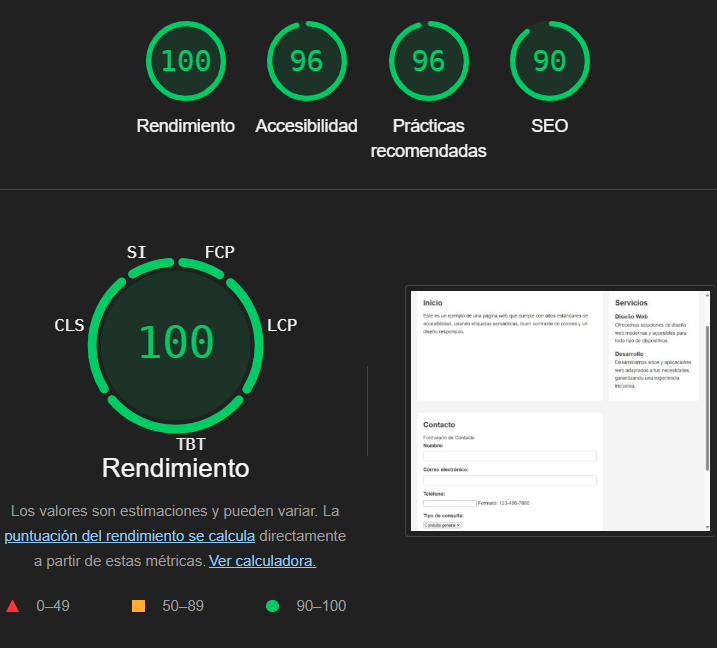 100
96
96
90
Rendimiento
Accesibilidad
Prácticas
recomendadas
SEO
SI
FCP
CLS
LCP
100
TBT
Rendimiento
Los valores son estimaciones y pueden variar. La
puntuación del rendimiento se calcula directamente
a partir de estas métricas. Ver calculadora.
0–49
50–89
90–100
Inicio
Este es un ejemplo de una página web que cumple con altos estándares de
accesibilidad, usando etiquetas semánticas, buen contraste de colores y un
diseño responsivo.
Servicios
Diseño Web
Ofrecemos soluciones de diseño
web modernas y accesibles para
todo tipo de dispositivos.
Desarrollo
Desarrollamos sitios y aplicaciones
web adaptados a tus necesidades,
garantizando una experiencia
inclusiva.
Contacto
Formulario de Contacto
Nombre:
Correo electrónico:
Teléfono:
Formato: 123-456-7890
Tipo de consulta:
Consulta general